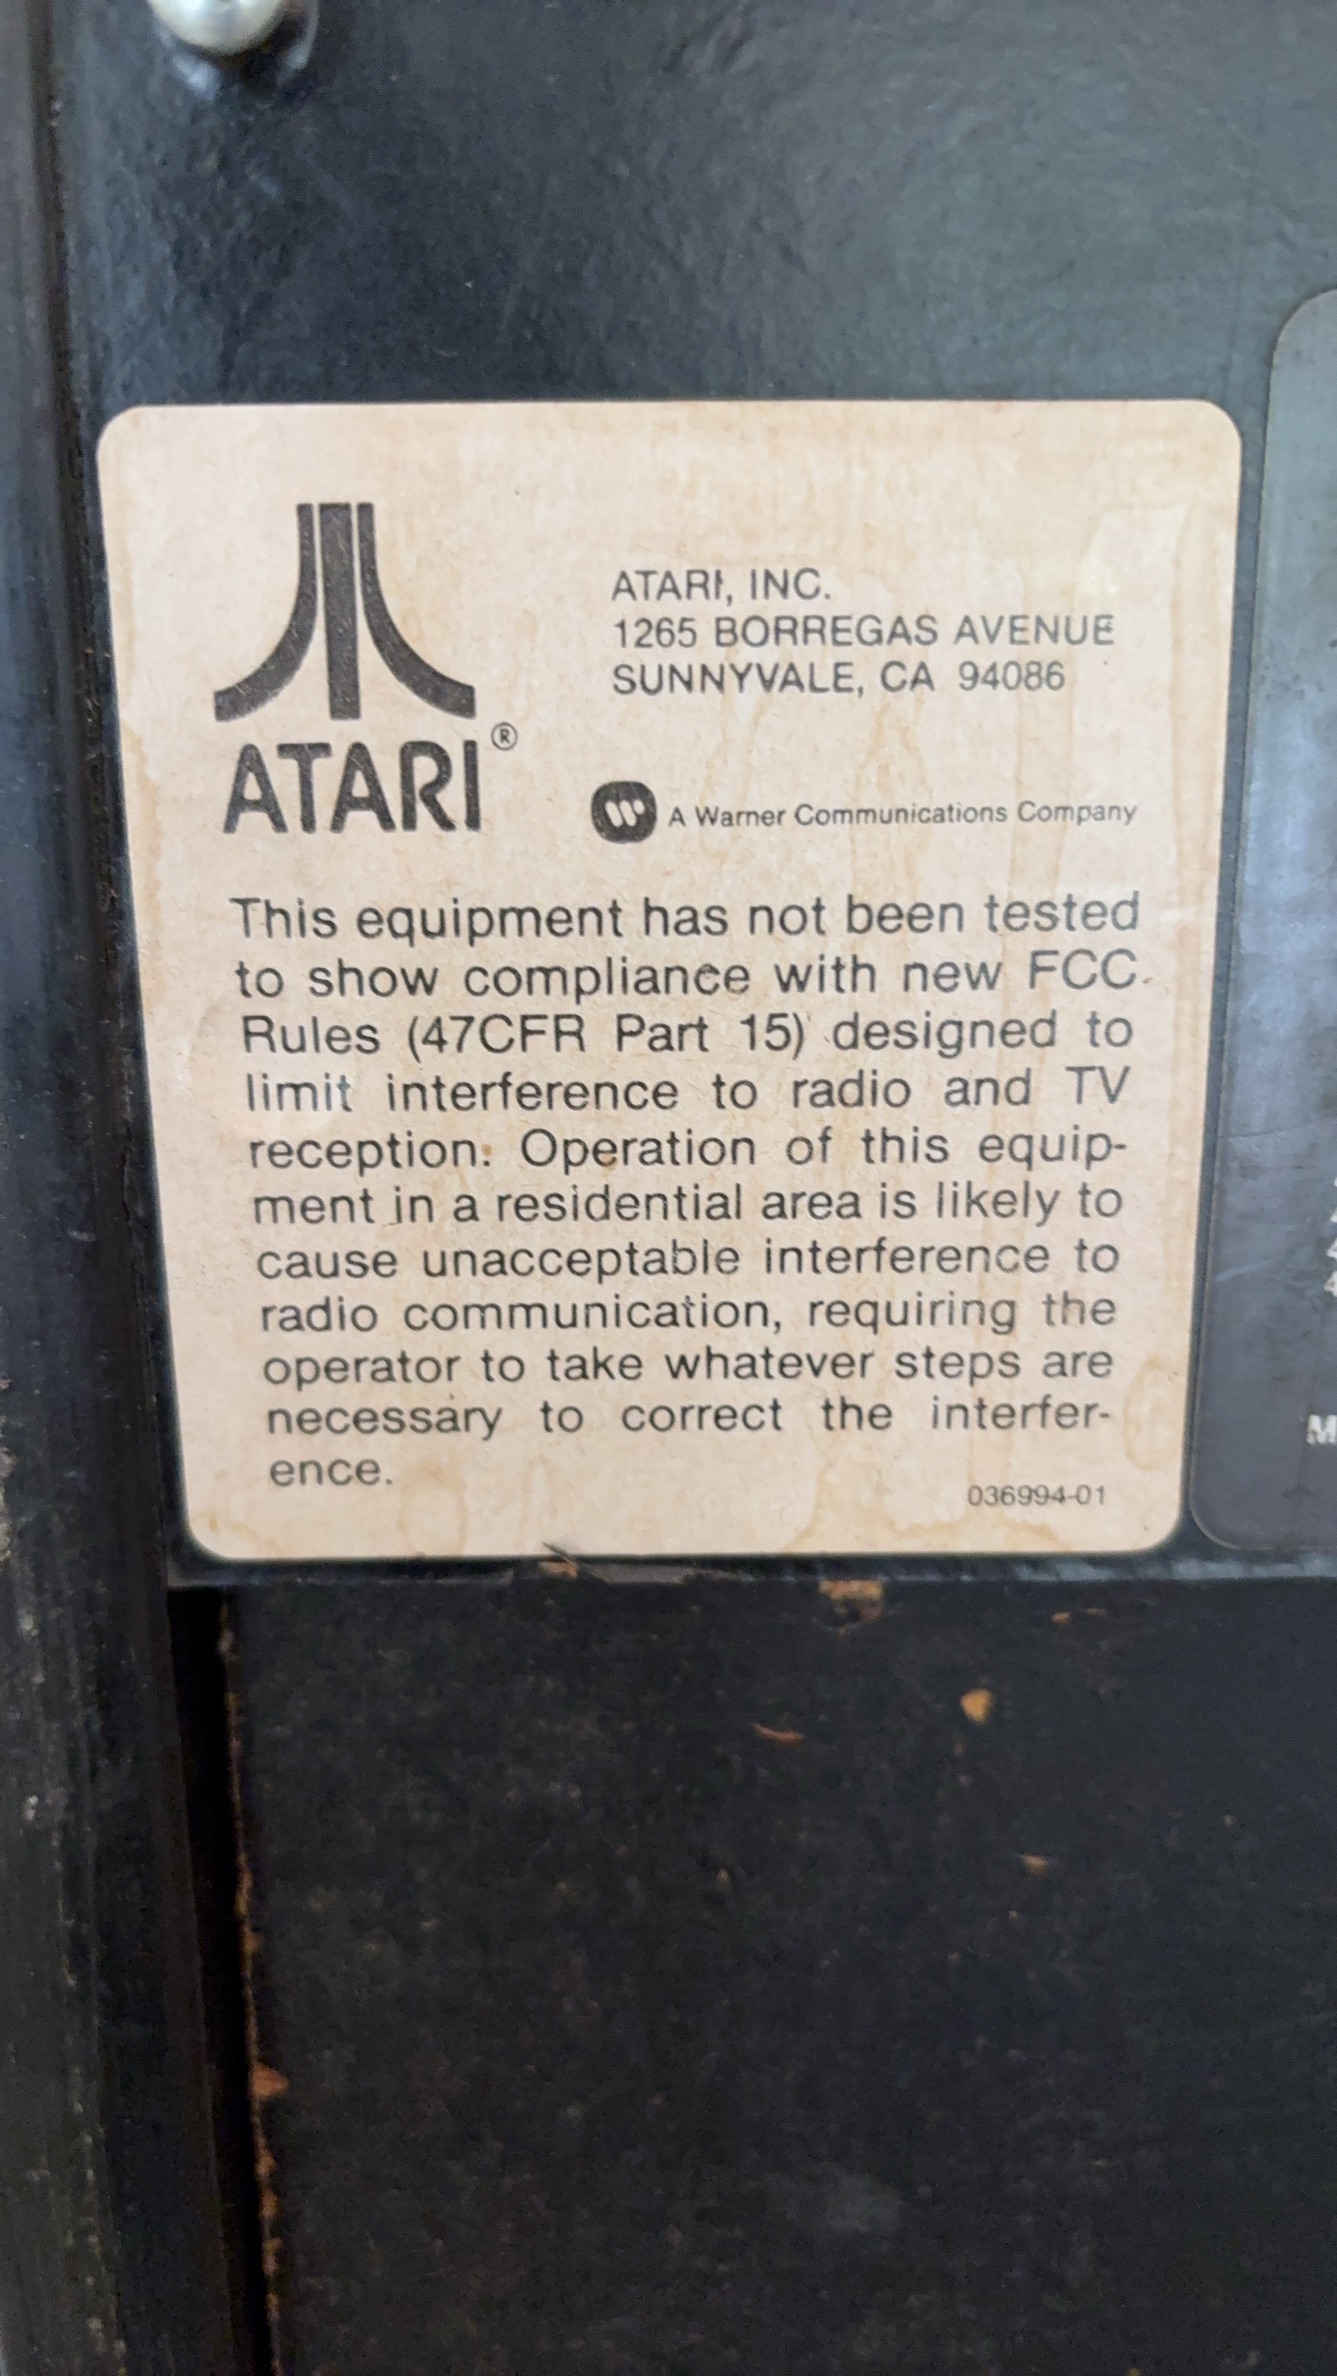 ATARI®
ATARI, INC.
1265 BORREGAS AVENUE
SUNNYVALE, CA 94086
A Warner Communications Company
This equipment has not been tested
to show compliance with new FCC
Rules (47CFR Part 15) designed to
limit interference to radio and TV
reception. Operation of this equip-
ment in a residential area is likely to
cause unacceptable interference to
radio communication, requiring the
operator to take whatever steps are
necessary to correct the interfer-
ence.
036994-01